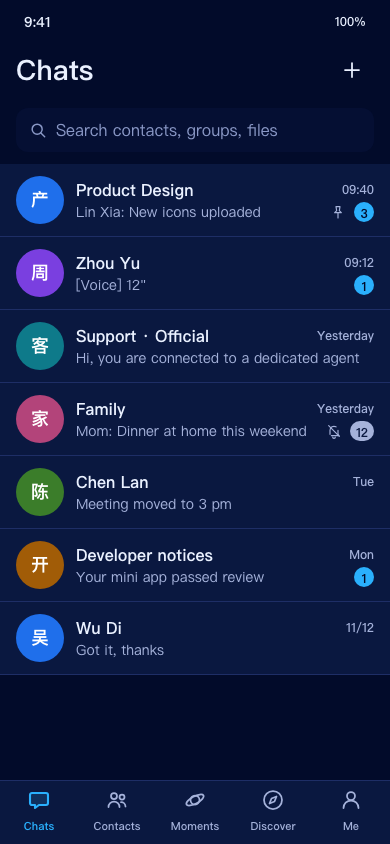 9:41
100%
Chats
Search contacts, groups, files
产
Product Design
09:40
Lin Xia: New icons uploaded
3
周
Zhou Yu
09:12
[Voice] 12"
1
客
Support · Official
Yesterday
Hi, you are connected to a dedicated agent
家
Family
Yesterday
Mom: Dinner at home this weekend
12
陈
Chen Lan
Tue
Meeting moved to 3 pm
开
Developer notices
Mon
Your mini app passed review
1
吴
Wu Di
11/12
Got it, thanks
Chats
Contacts
Moments
Discover
Me